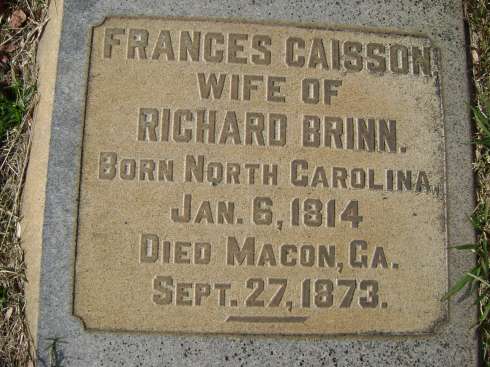 FRANCES CAISSON
WIFE OF
RICHARD BRINN.
BORN NORTH CAROLINA,
JAN. 6, 1814
DIED MACON, GA.
SEPT. 27, 1873.